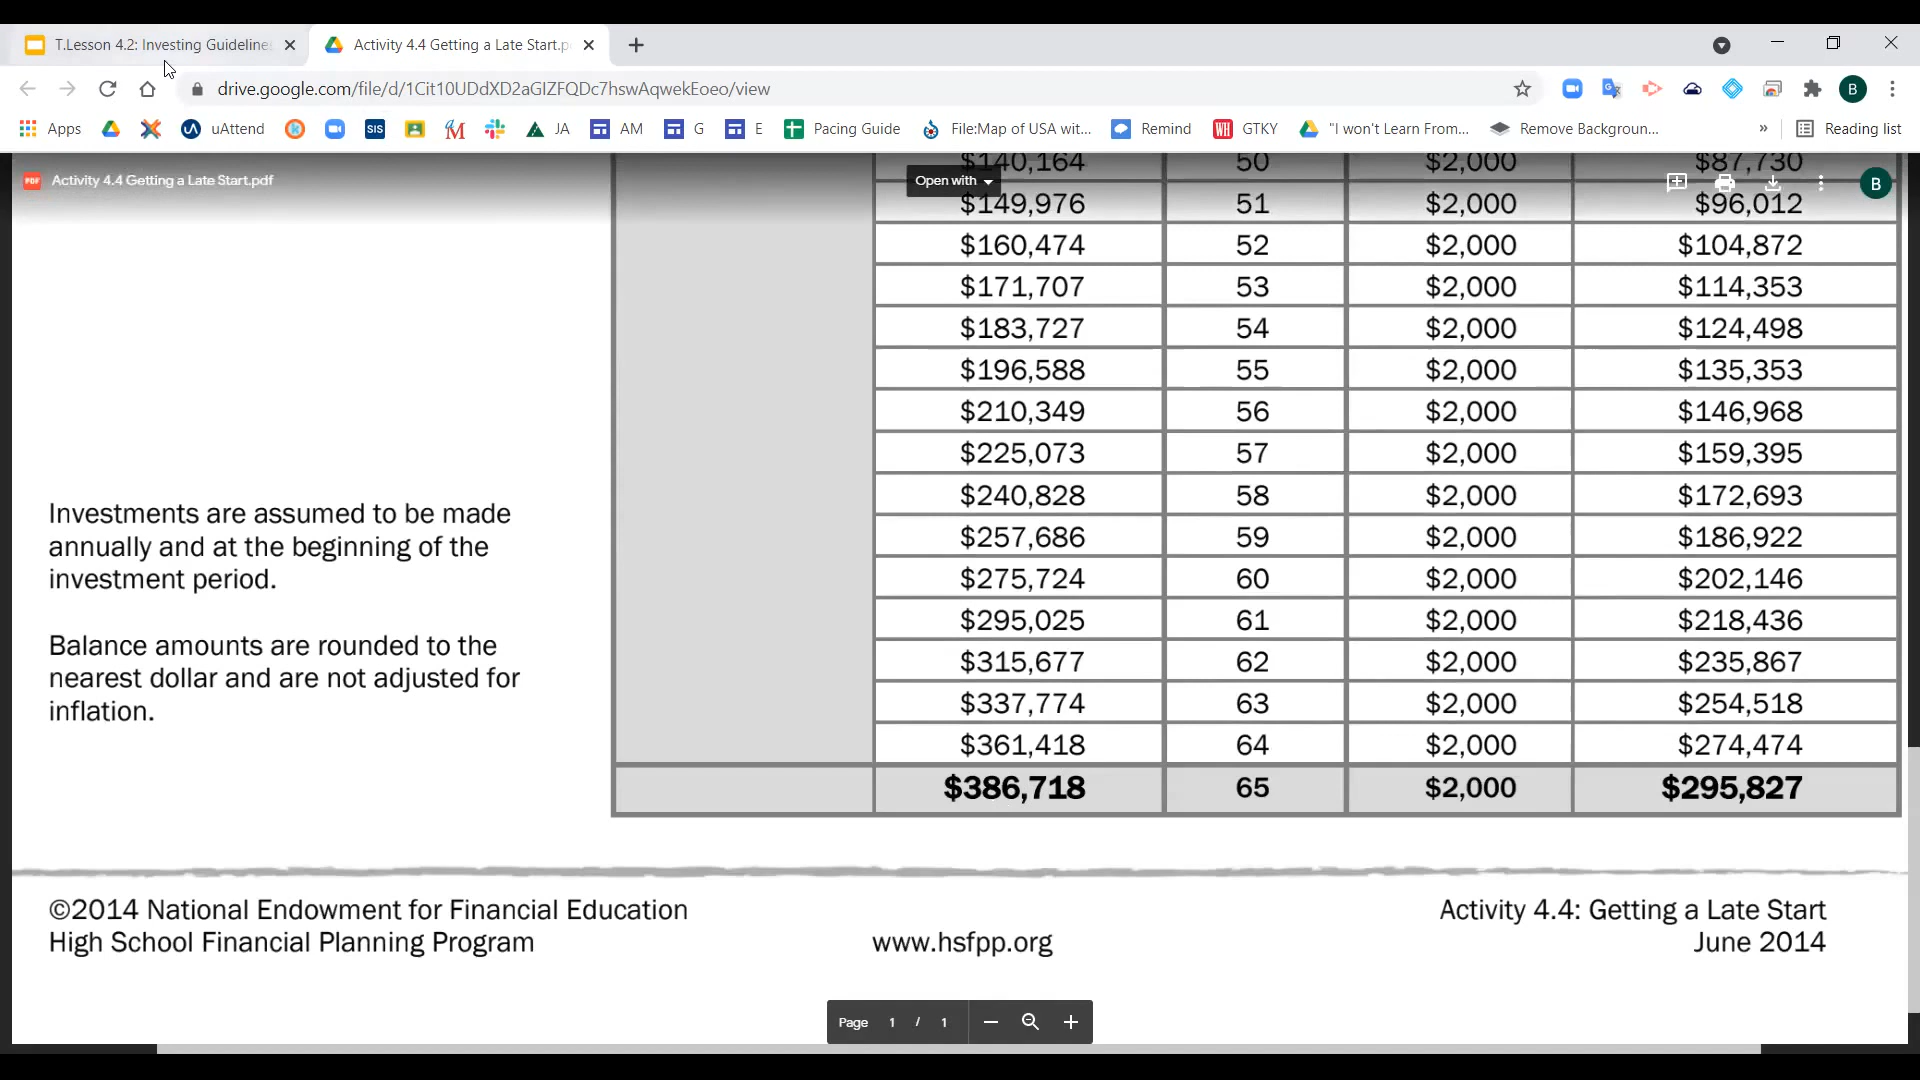 T.Lesson 4.2: Investing Guideline
Activity 4.4 Getting a Late Start.p
drive.google.com/file/d/1Cit10UDdXD2aGIZFQDc7hswAqwekEoeo/view
B
Apps
uAttend
SIS
JA
AM
G
E
Pacing Guide
File:Map of USA wit...
Remind
WH GTKY
"I won't Learn From...
Remove Backgroun...
»
Reading list
PDF Activity 4.4 Getting a Late Start.pdf
Open with
B
$140,164 50 $2,000 $87,730
$149,976 51 $2,000 $96,012
$160,474 52 $2,000 $104,872
$171,707 53 $2,000 $114,353
$183,727 54 $2,000 $124,498
$196,588 55 $2,000 $135,353
$210,349 56 $2,000 $146,968
$225,073 57 $2,000 $159,395
$240,828 58 $2,000 $172,693
$257,686 59 $2,000 $186,922
$275,724 60 $2,000 $202,146
$295,025 61 $2,000 $218,436
$315,677 62 $2,000 $235,867
$337,774 63 $2,000 $254,518
$361,418 64 $2,000 $274,474
$386,718 65 $2,000 $295,827
Investments are assumed to be made
annually and at the beginning of the
investment period.
Balance amounts are rounded to the
nearest dollar and are not adjusted for
inflation.
©2014 National Endowment for Financial Education
High School Financial Planning Program
www.hsfpp.org
Activity 4.4: Getting a Late Start
June 2014
Page 1 / 1